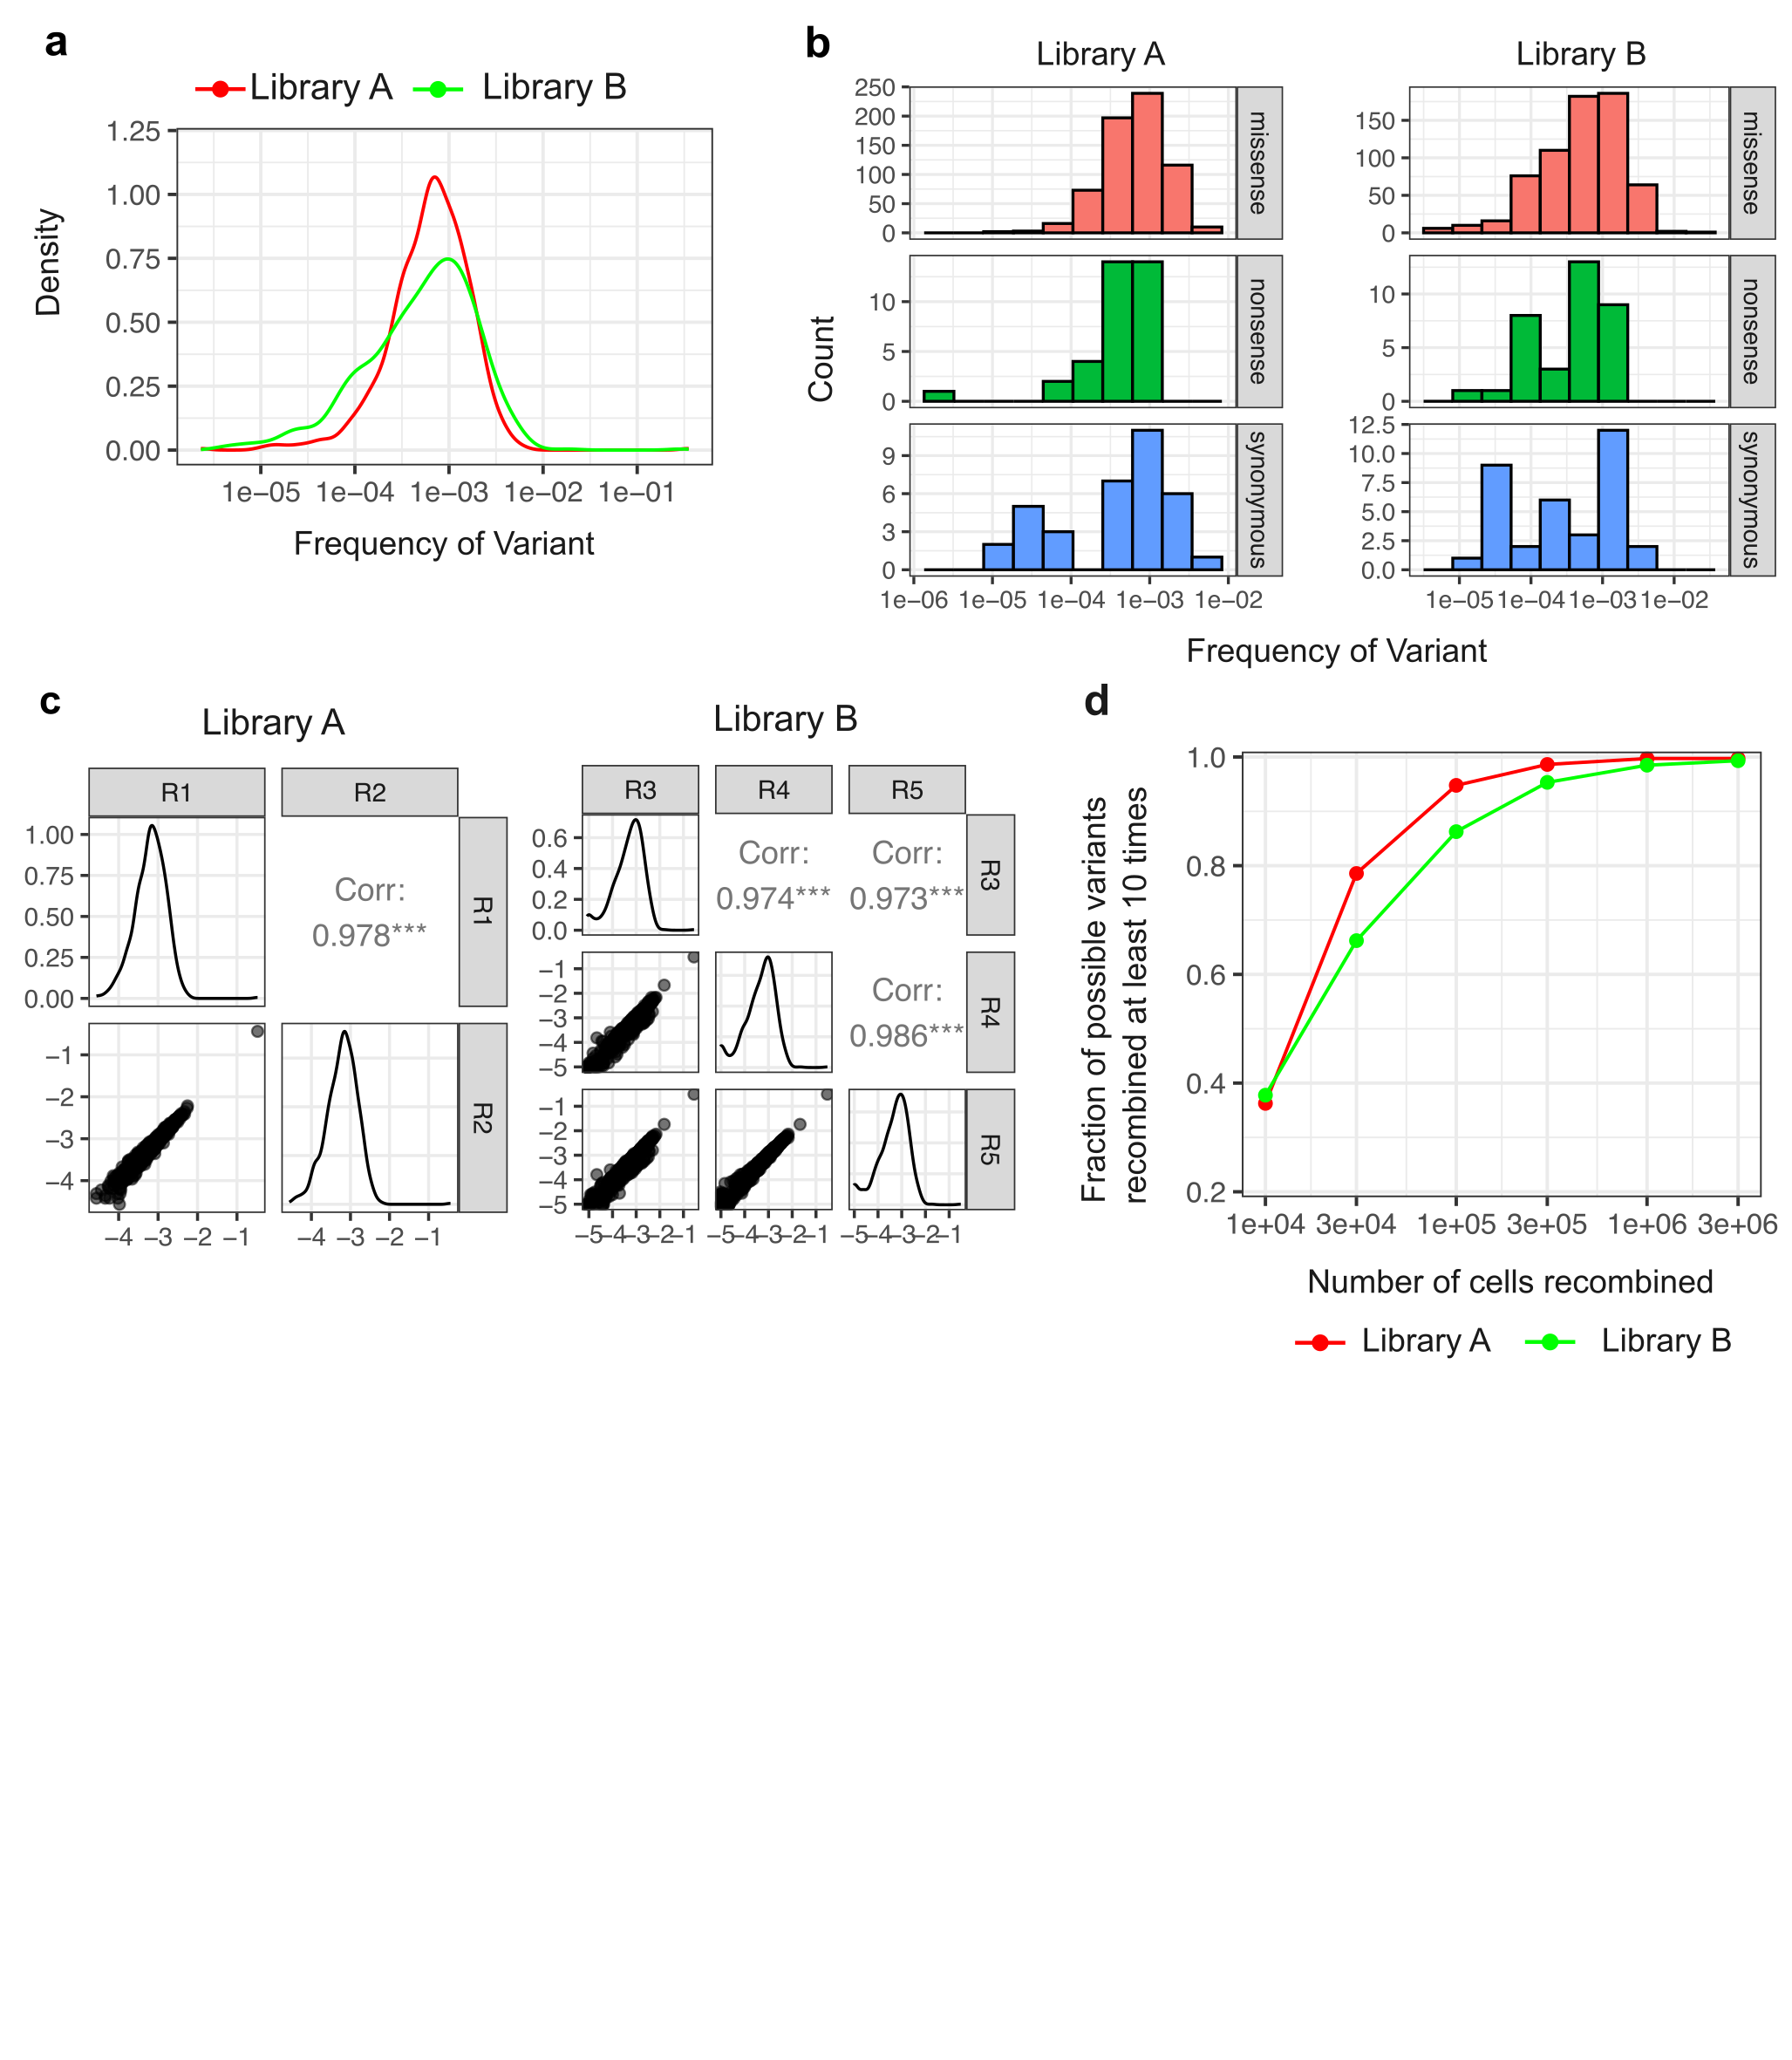 a
Library A
Library B
1.25
1.00
0.75
0.50
0.25
0.00
Density
1e−05
1e−04
1e−03
1e−02
1e−01
Frequency of Variant
b
Library A
Library B
250
200
150
100
50
0
missense
150
100
50
0
missense
10
5
0
nonsense
10
5
0
nonsense
9
6
3
0
synonymous
12.5
10.0
7.5
5.0
2.5
0.0
synonymous
Count
1e−06
1e−05
1e−04
1e−03
1e−02
1e−05
1e−04
1e−03
1e−02
Frequency of Variant
c
Library A
R1
R2
1.00
0.75
0.50
0.25
0.00
Corr:
0.978***
R1
−1
−2
−3
−4
R2
−4
−3
−2
−1
−4
−3
−2
−1
Library B
R3
R4
R5
0.6
0.4
0.2
0.0
Corr:
0.974***
Corr:
0.973***
R3
−1
−2
−3
−4
−5
Corr:
0.986***
R4
−1
−2
−3
−4
−5
R5
−5
−4
−3
−2
−1
−5
−4
−3
−2
−1
−5
−4
−3
−2
−1
d
1.0
0.8
0.6
0.4
0.2
Fraction of possible variants
recombined at least 10 times
1e+04
3e+04
1e+05
3e+05
1e+06
3e+06
Number of cells recombined
Library A
Library B